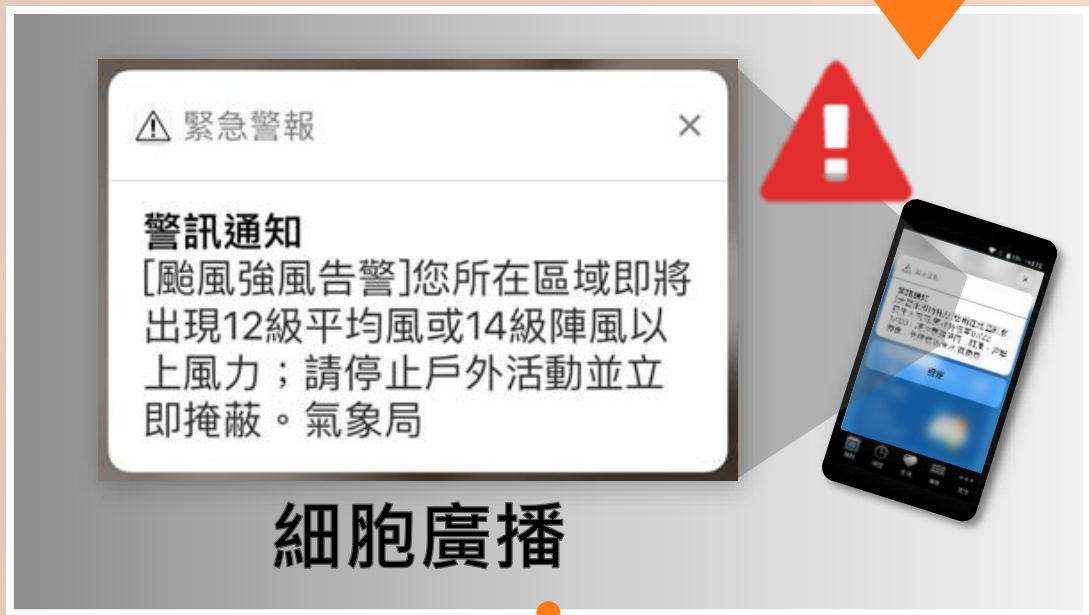 緊急警報
警訊通知
[颱風強風告警]您所在區域即將
出現12級平均風或14級陣風以
上風力；請停止戶外活動並立
即掩蔽。氣象局
細胞廣播